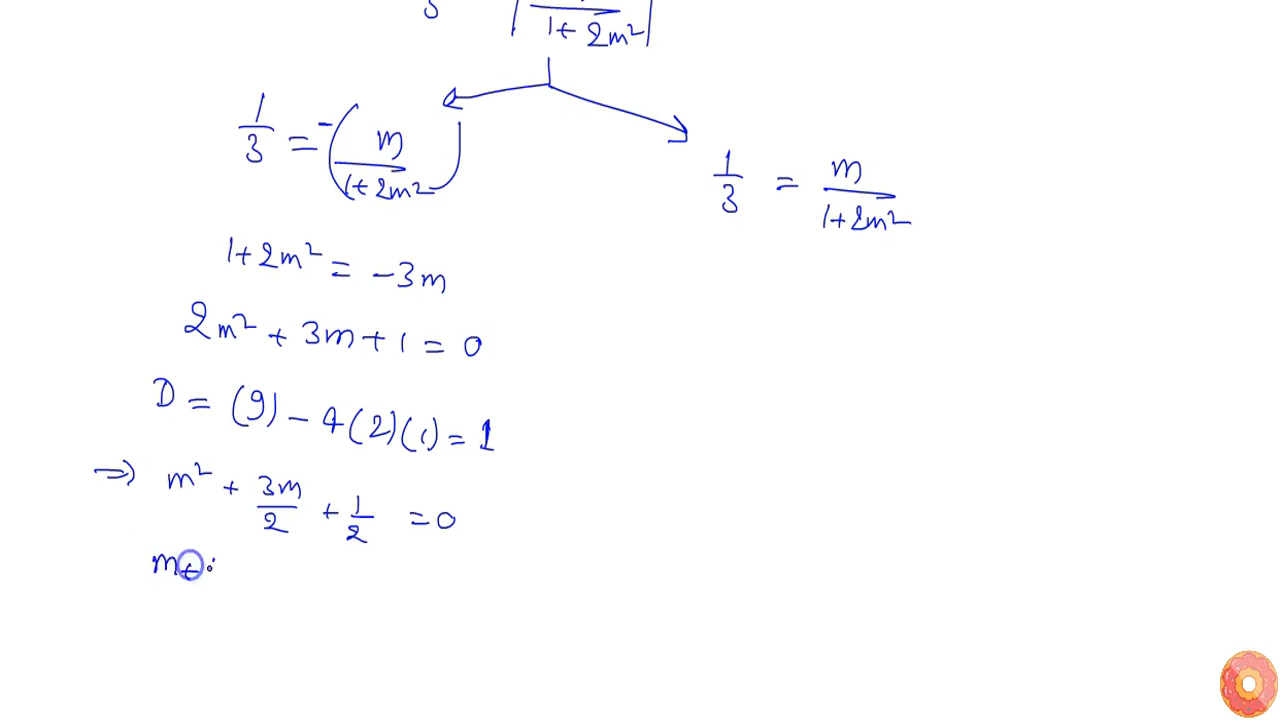 3 | 1+2m² |
1/3 = -(m/(1+2m²))
1/3 = m/(1+2m²)
1+2m² = -3m
2m² + 3m + 1 = 0
D = (9) - 4(2)(1) = 1
⇒ m² + 3m/2 + 1/2 = 0
m+: